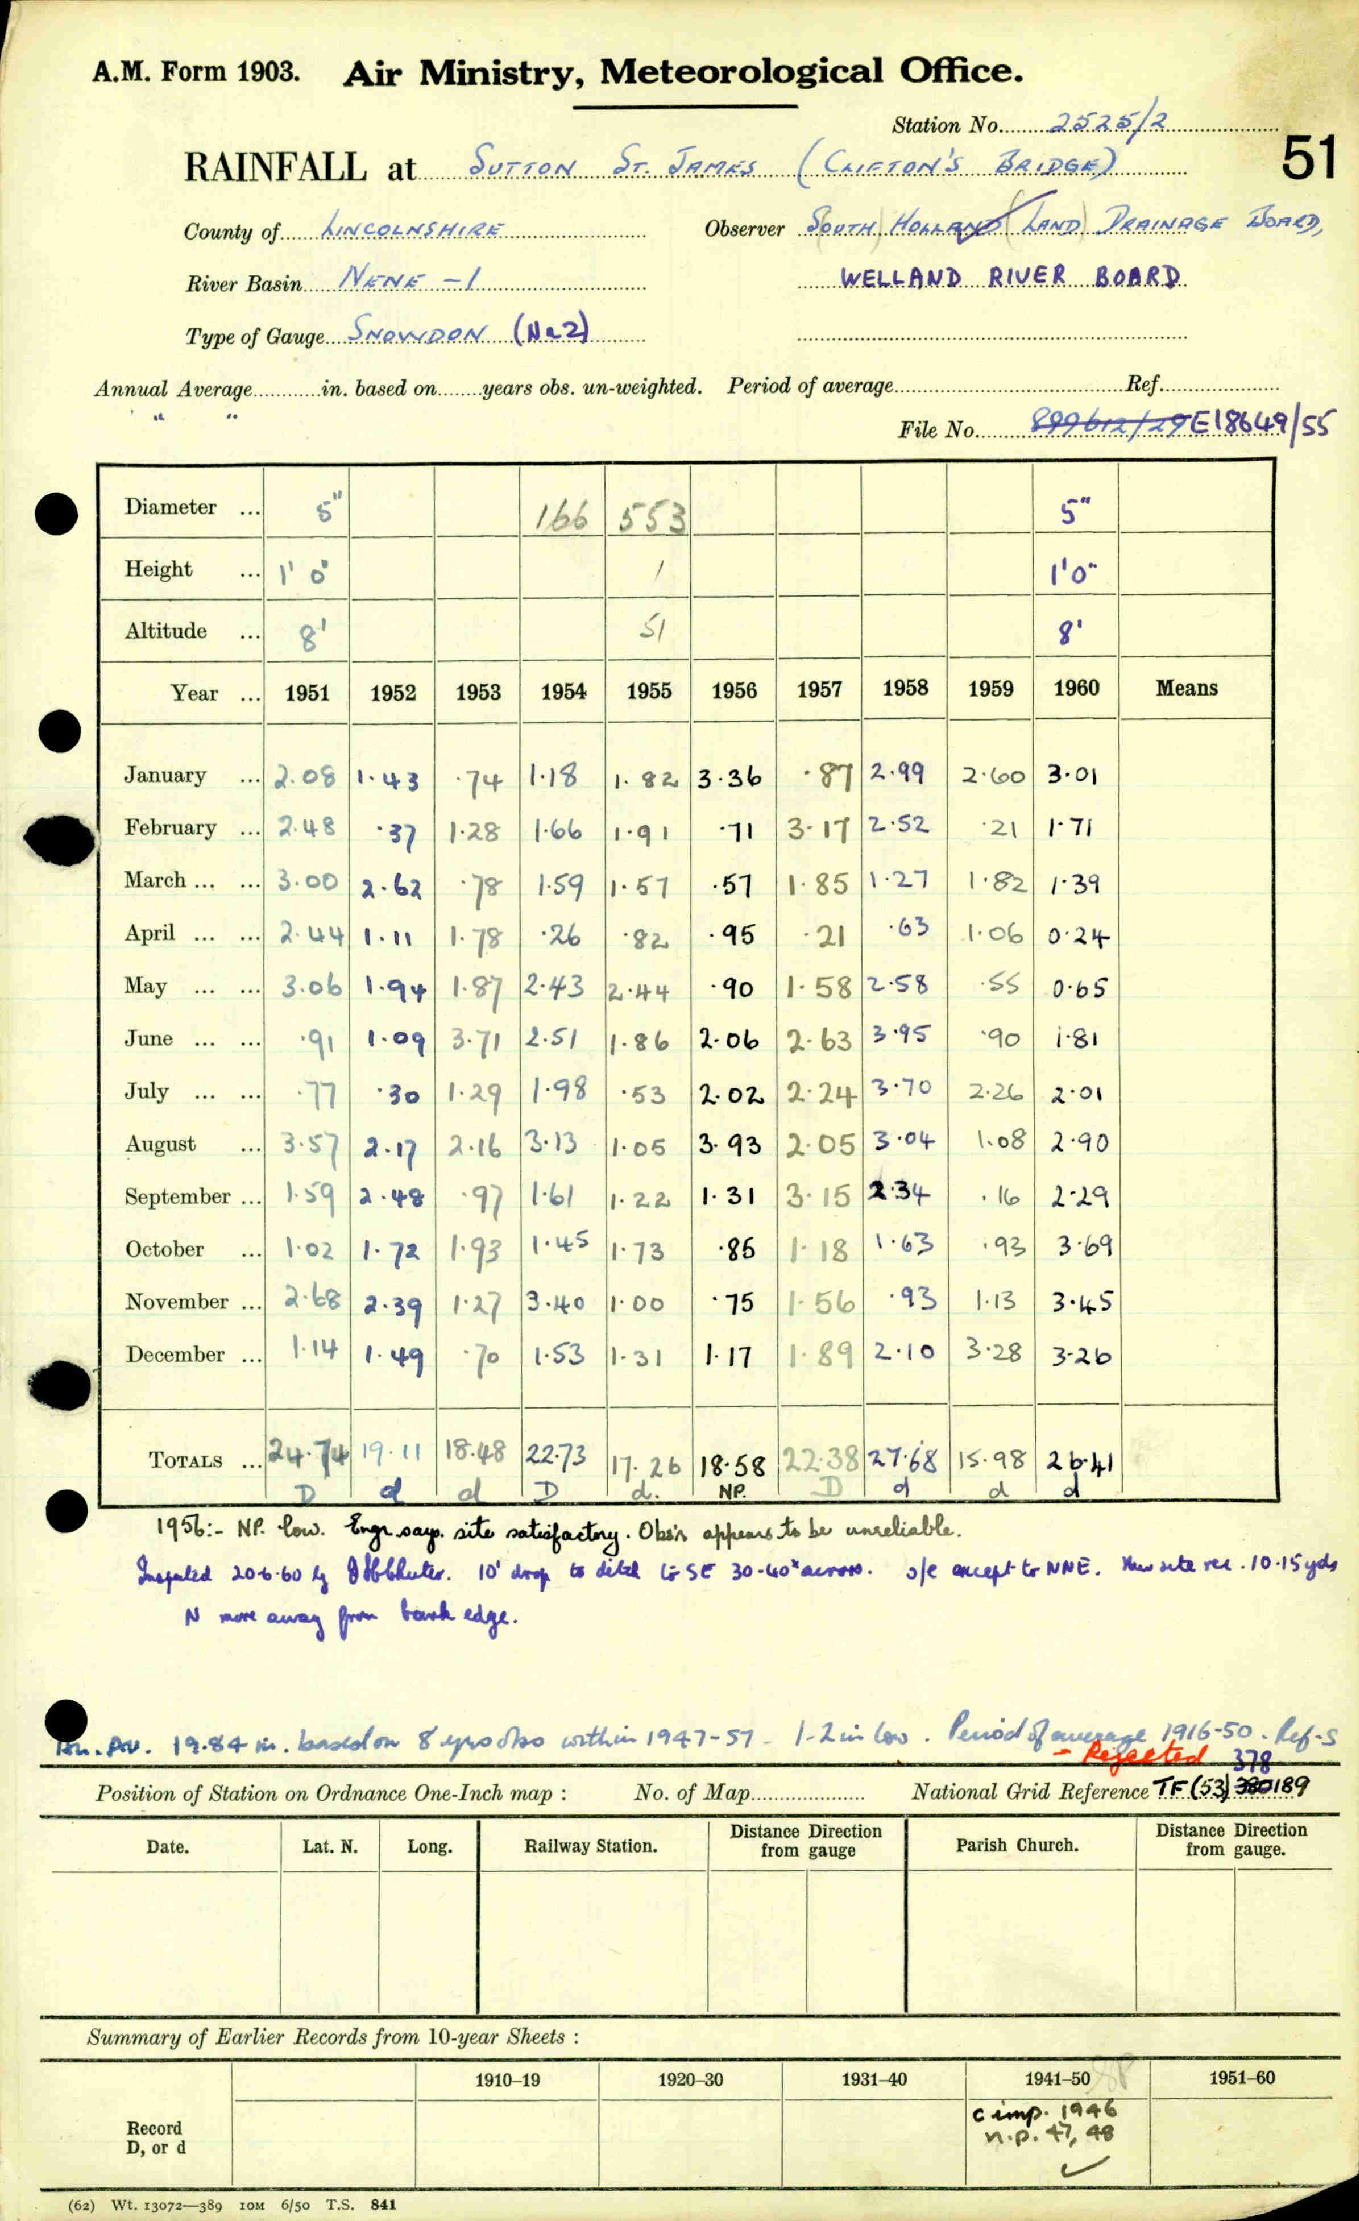 A.M. Form 1903. Air Ministry, Meteorological Office.
Station No. 2525/2
51
RAINFALL at SUTTON ST. JAMES (CLIFTON'S BRIDGE)
County of LINCOLNSHIRE Observer (SOUTH) HOLLAND (LAND) DRAINAGE BOARD,
River Basin NENE -1 WELLAND RIVER BOARD
Type of Gauge SNOWDON
Annual Average in. based on years obs. un-weighted. Period of average Ref.
" "
File No. 899612/29 E18649/55
Diameter ... 5" 166 553 5"
Height ... 1' 0" 1 1'0"
Altitude ... 8' 51 8'
Year ... 1951 1952 1953 1954 1955 1956 1957 1958 1959 1960 Means
January ... 2.08 1.43 .74 1.18 1.82 3.36 .87 2.99 2.60 3.01
February ... 2.48 .37 1.28 1.66 1.91 .71 3.17 2.52 .21 1.71
March ... ... 3.00 2.62 .78 1.59 1.57 .57 1.85 1.27 1.82 1.39
April ... ... 2.44 1.11 1.78 .26 .82 .95 .21 .63 1.06 0.24
May ... ... 3.06 1.94 1.87 2.43 2.44 .90 1.58 2.58 .55 0.65
June ... ... .91 1.09 3.71 2.51 1.86 2.06 2.63 3.95 .90 1.81
July ... ... .77 .30 1.29 1.98 .53 2.02 2.24 3.70 2.26 2.01
August ... 3.57 2.17 2.16 3.13 1.05 3.93 2.05 3.04 1.08 2.90
September ... 1.59 2.48 .97 1.61 1.22 1.31 3.15 2.34 .16 2.29
October ... 1.02 1.72 1.93 1.45 1.73 .85 1.18 1.63 .93 3.69
November ... 2.68 2.39 1.27 3.40 1.00 .75 1.56 .93 1.13 3.45
December ... 1.14 1.49 .70 1.53 1.31 1.17 1.89 2.10 3.28 3.26
TOTALS ... 24.74 19.11 18.48 22.73 17.26 18.58 22.38 27.68 15.98 26.41
D d d D d. NP. D d d d
1956:- NP. low. Engr. says. site satisfactory. Obs'n appears to be unreliable.
Inspected 20.6.60 by 10' drop to ditch to SE 30-40" across. o/e except to NNE. New site rec. 10-15 yds
N more away from bank edge.
Ann. Av. 19.84 in. based on 8 yrs obs within 1947-57 1-2 in low. Period of average 1916-50. Ref-S
- Rejected 378
Position of Station on Ordnance One-Inch map : No. of Map National Grid Reference TF (53) 380189
Date. Lat. N. Long. Railway Station. Distance from Direction gauge Parish Church. Distance from Direction gauge.
Summary of Earlier Records from 10-year Sheets :
1910–19 1920–30 1931–40 1941–50 1951–60
Record D, or d c imp. 1946
n.p. 47, 48
(62) Wt. 13072—389 10M 6/50 T.S. 841